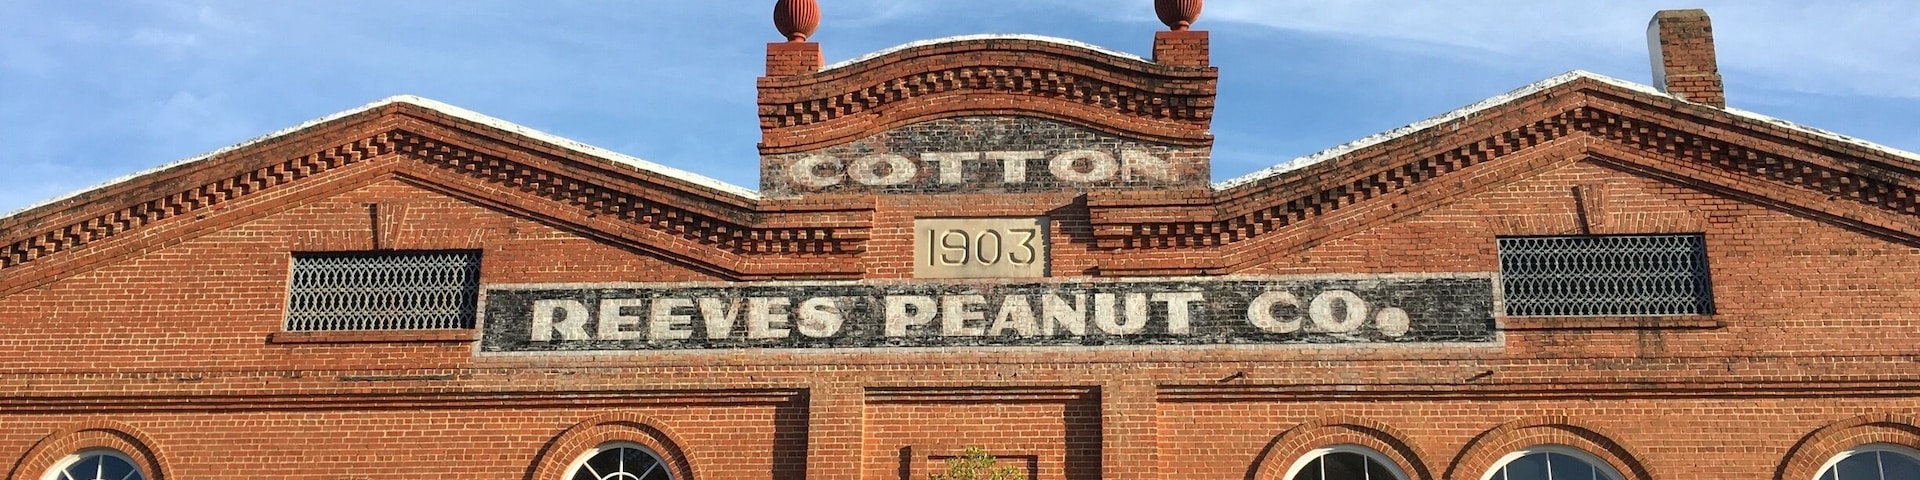 COTTON
1903
REEVES PEANUT CO.